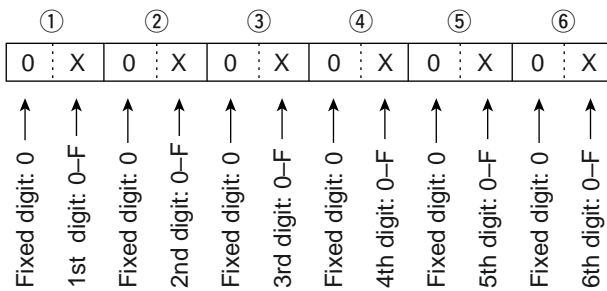 ① ② ③ ④ ⑤ ⑥
0 X 0 X 0 X 0 X 0 X 0 X
Fixed digit: 0
1st digit: 0–F
Fixed digit: 0
2nd digit: 0–F
Fixed digit: 0
3rd digit: 0–F
Fixed digit: 0
4th digit: 0–F
Fixed digit: 0
5th digit: 0–F
Fixed digit: 0
6th digit: 0–F